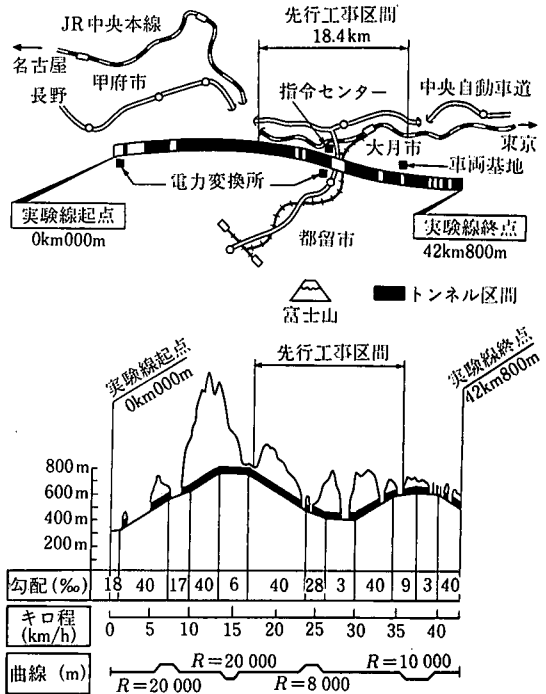 先行工事区間
18.4km
JR中央本線
名古屋
甲府市
長野
指令センター
中央自動車道
東京
大月市
車両基地
電力変換所
実験線起点
0km000m
都留市
実験線終点
42km800m
富士山
トンネル区間
実験線起点
0km000m
先行工事区間
実験線終点
42km800m
800m
600m
400m
200m
勾配(‰) 18 40 17 40 6 40 28 3 40 9 3 40
キロ程
(km/h)
0 5 10 15 20 25 30 35 40
曲線(m)
R=20 000 R=10 000
R=20 000 R=8 000